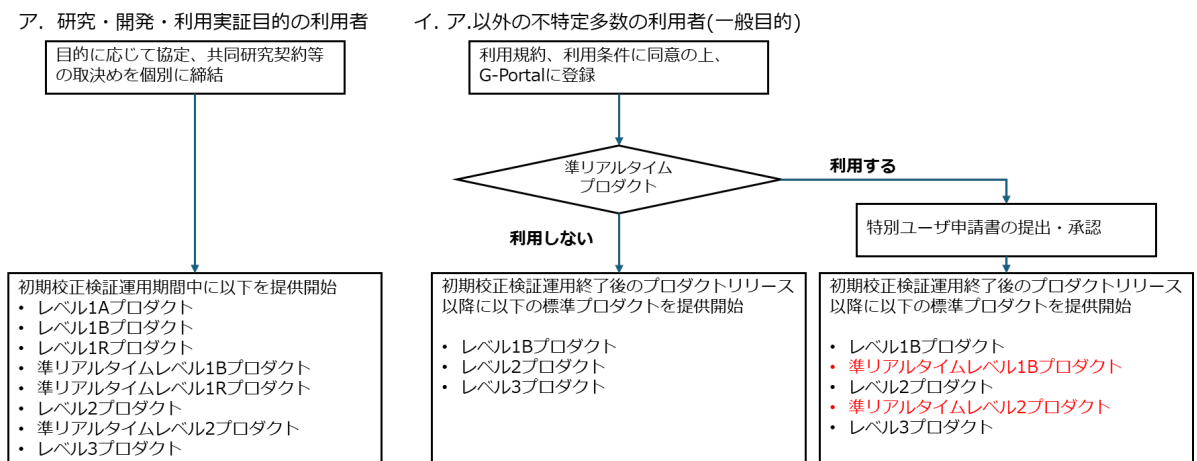 ア. 研究・開発・利用実証目的の利用者
目的に応じて協定、共同研究契約等
の取決めを個別に締結
初期校正検証運用期間中に以下を提供開始
• レベル1Aプロダクト
• レベル1Bプロダクト
• レベル1Rプロダクト
• 準リアルタイムレベル1Bプロダクト
• 準リアルタイムレベル1Rプロダクト
• レベル2プロダクト
• 準リアルタイムレベル2プロダクト
• レベル3プロダクト
イ. ア.以外の不特定多数の利用者(一般目的)
利用規約、利用条件に同意の上、
G-Portalに登録
準リアルタイム
プロダクト
利用する
利用しない
特別ユーザ申請書の提出・承認
初期校正検証運用終了後のプロダクトリリース
以降に以下の標準プロダクトを提供開始
• レベル1Bプロダクト
• レベル2プロダクト
• レベル3プロダクト
初期校正検証運用終了後のプロダクトリリース
以降に以下の標準プロダクトを提供開始
• レベル1Bプロダクト
• 準リアルタイムレベル1Bプロダクト
• レベル2プロダクト
• 準リアルタイムレベル2プロダクト
• レベル3プロダクト